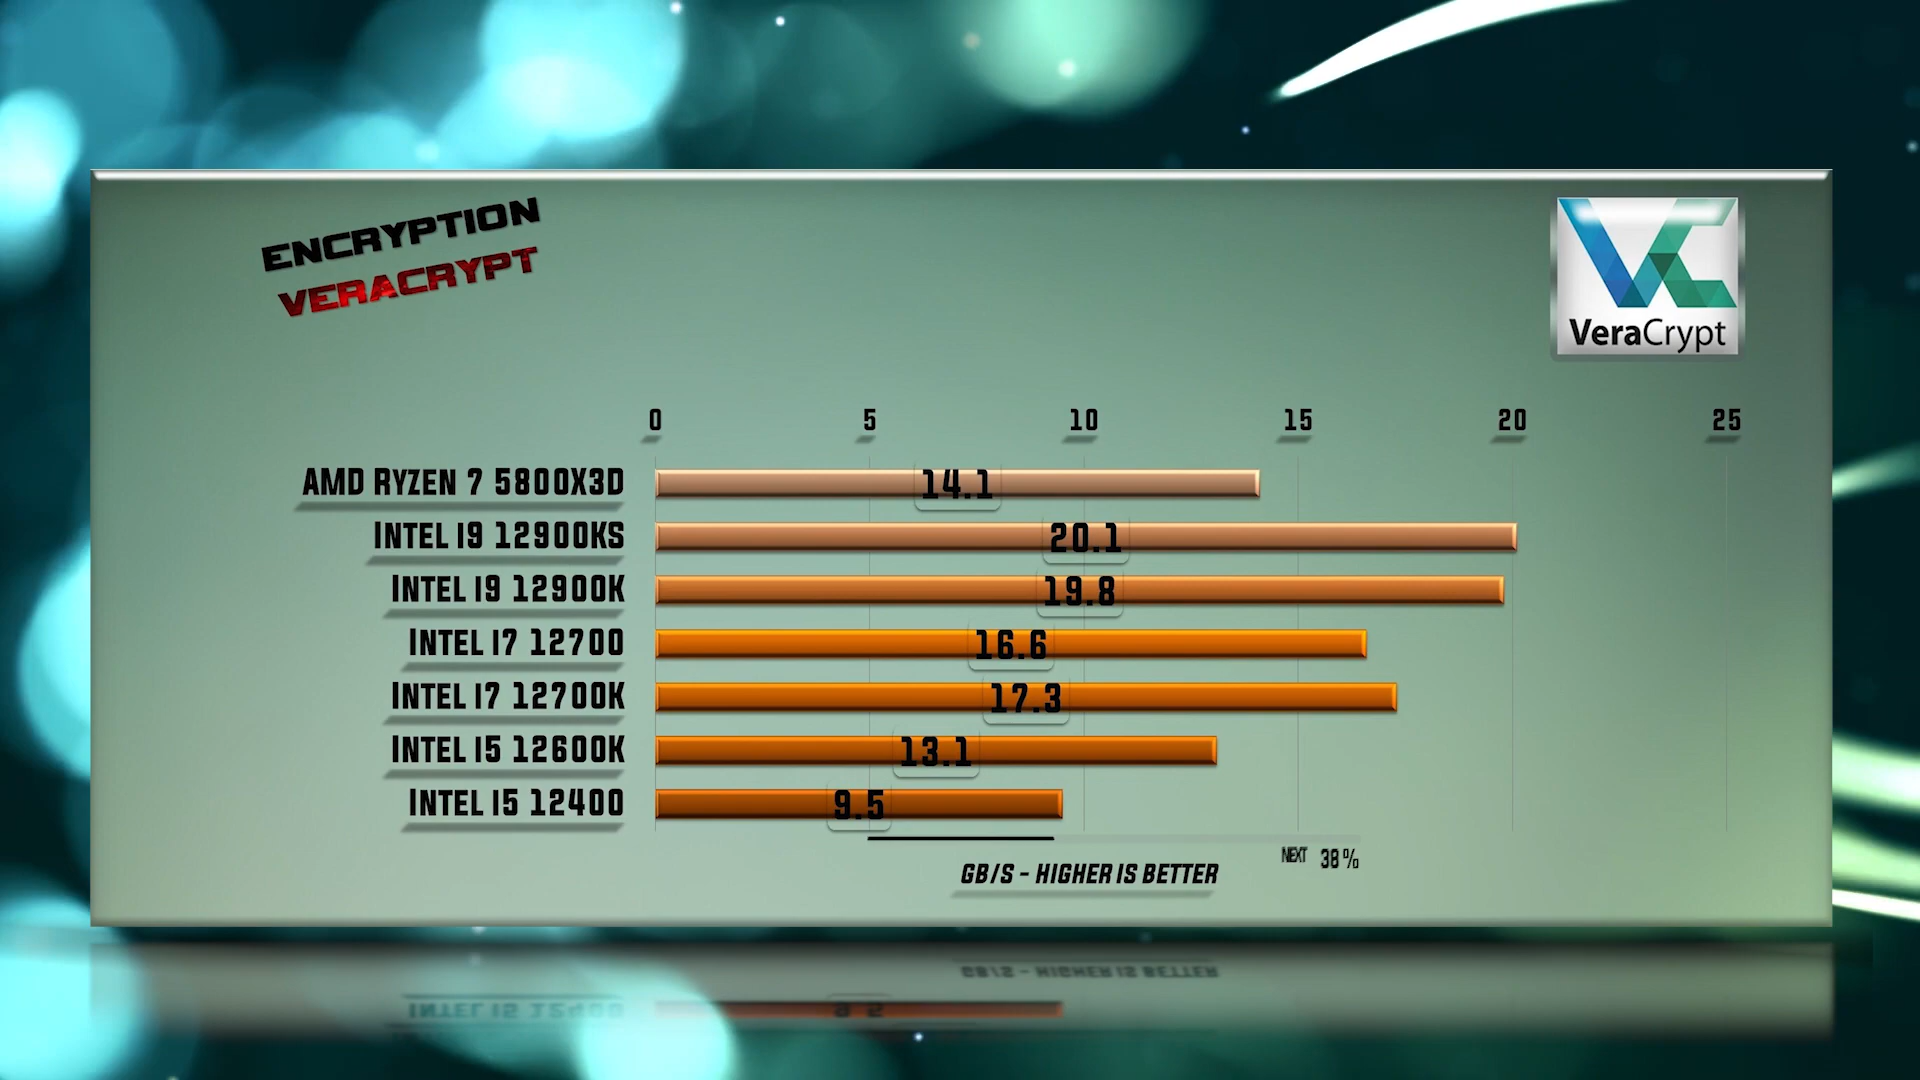 ENCRYPTION
VERACRYPT
VeraCrypt
0 5 10 15 20 25
AMD RYZEN 7 5800X3D 14.1
INTEL I9 12900KS 20.1
INTEL I9 12900K 19.8
INTEL I7 12700 16.6
INTEL I7 12700K 17.3
INTEL I5 12600K 13.1
INTEL I5 12400 9.5
NEXT 38%
GB/S - HIGHER IS BETTER